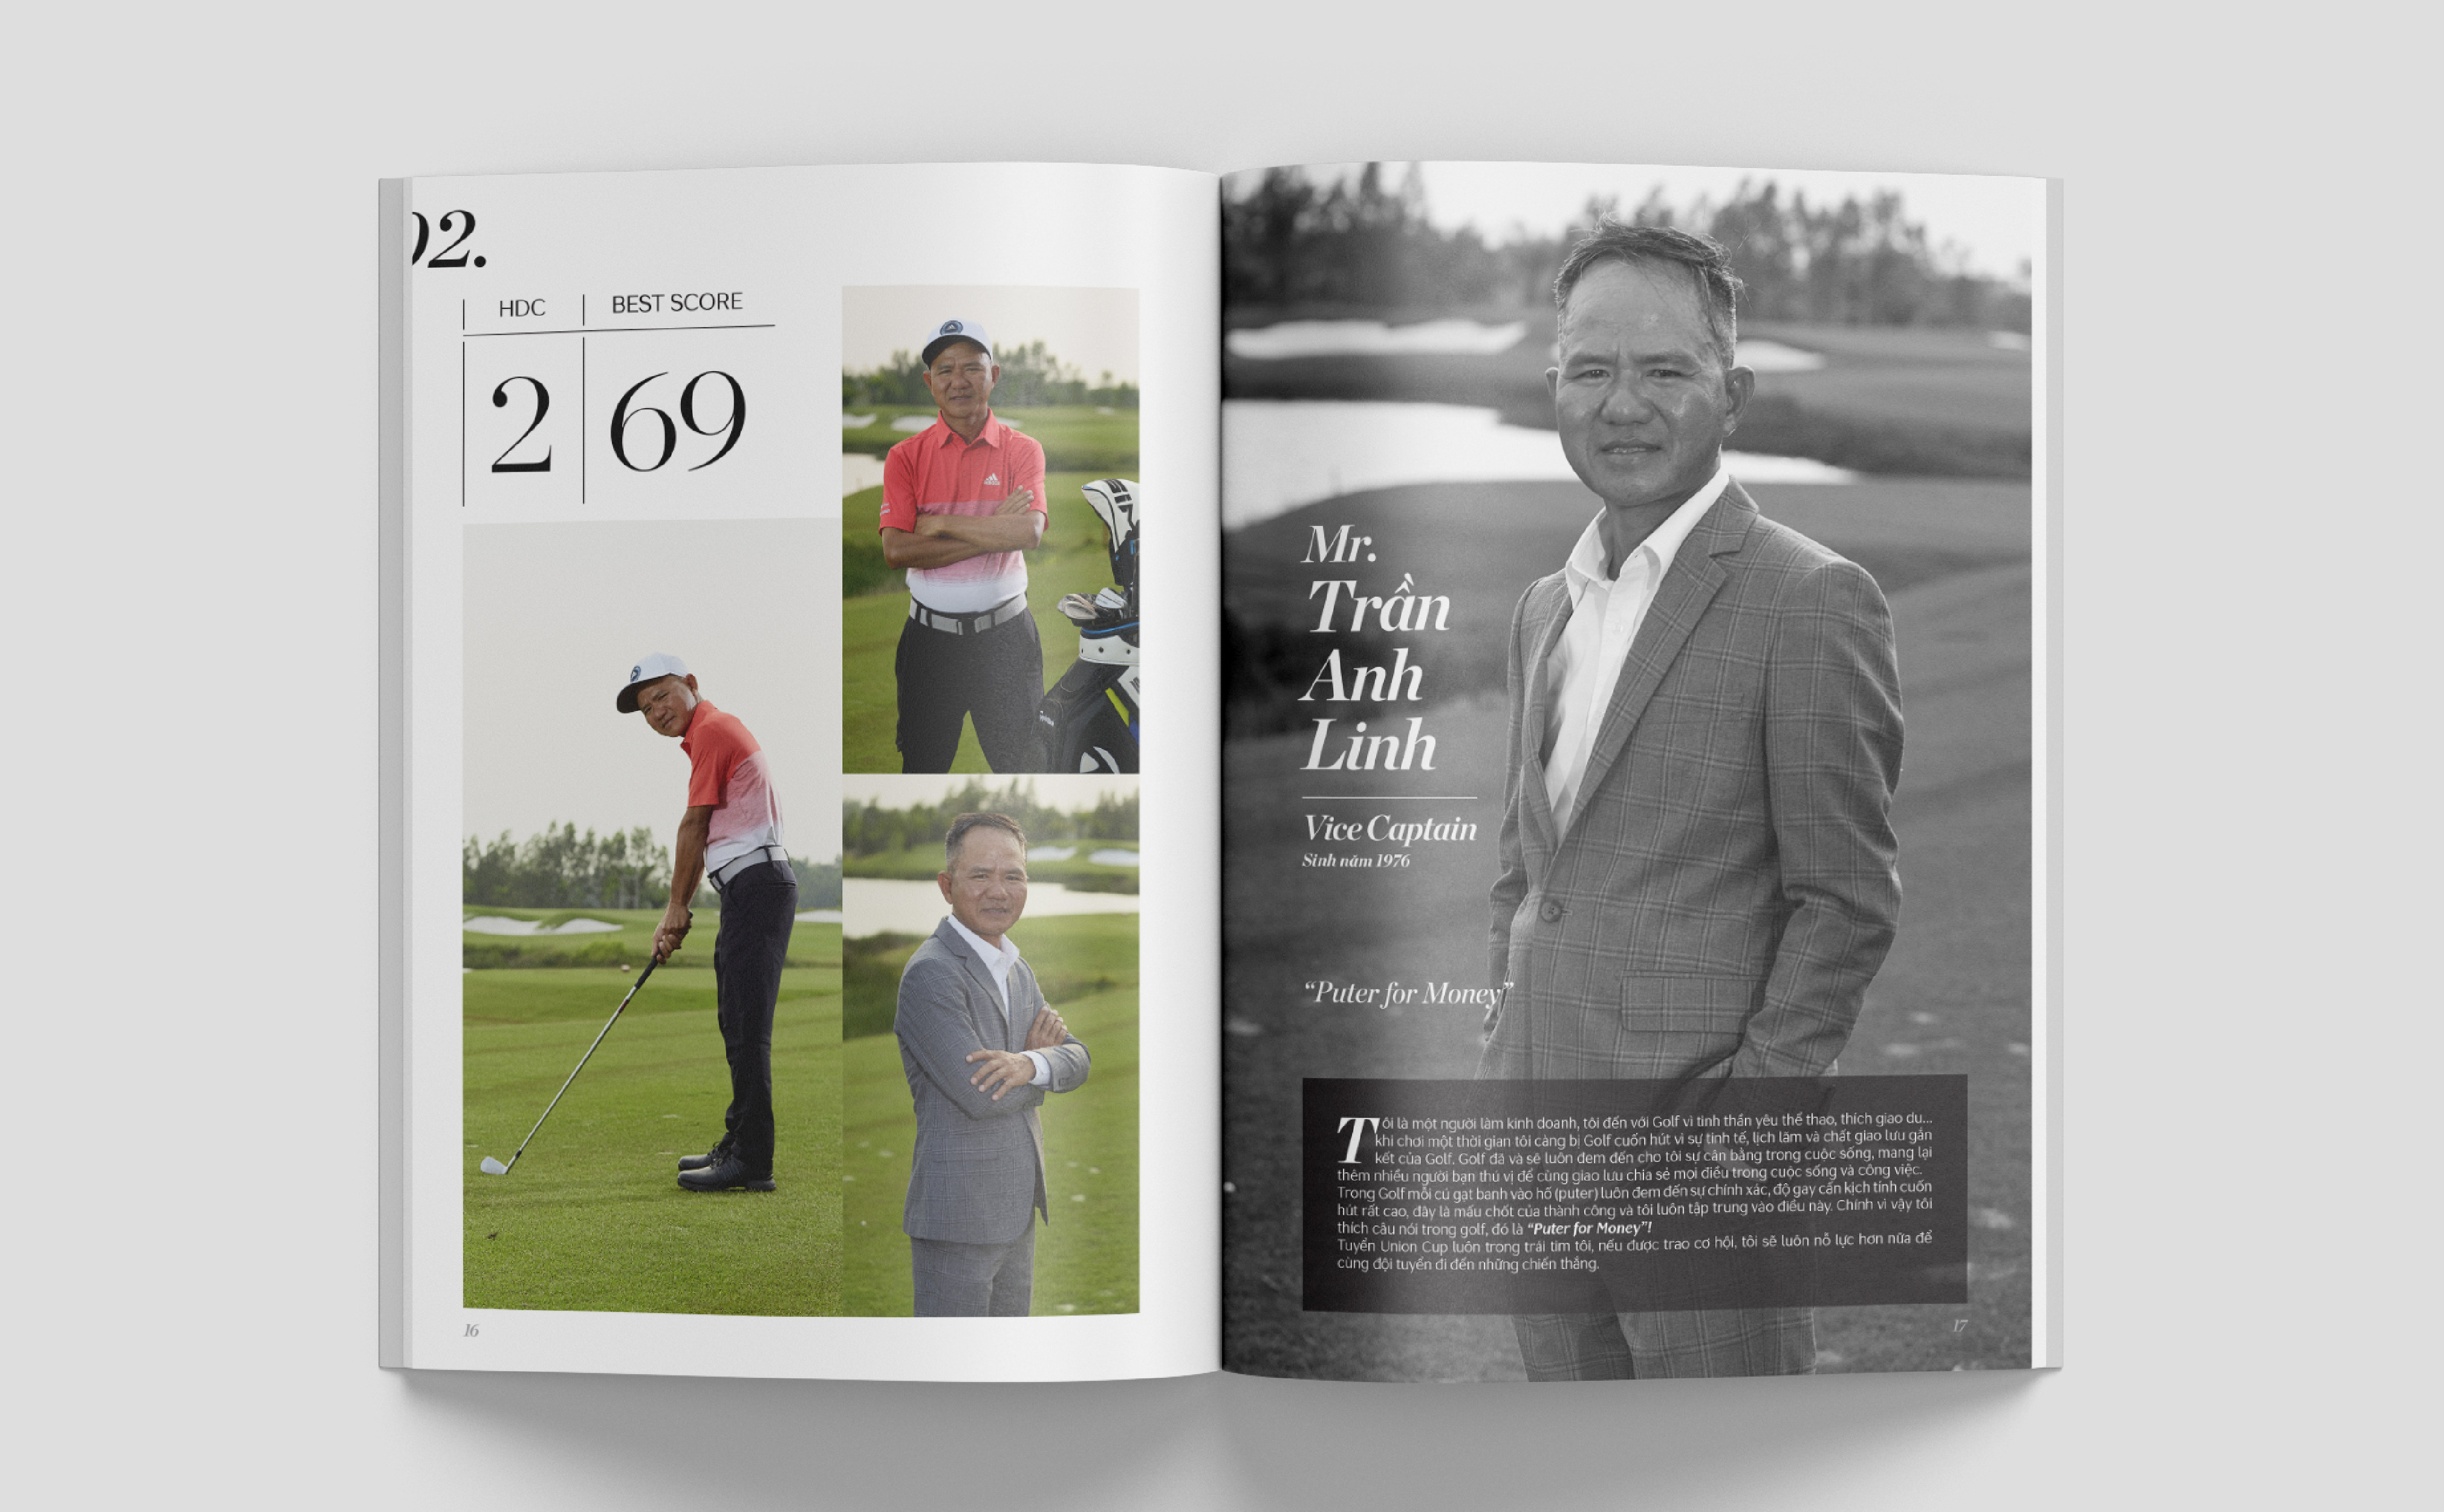 02.
HDC
BEST SCORE
2
69
adidas
16
Mr.
Trần
Anh
Linh
Vice Captain
Sinh năm 1976
“Puter for Money”
Tôi là một người làm kinh doanh, tôi đến với Golf vì tinh thần yêu thể thao, thích giao du...
khi chơi một thời gian tôi càng bị Golf cuốn hút vì sự tinh tế, lịch lãm và chất giao lưu gắn
kết của Golf. Golf đã và sẽ luôn đem đến cho tôi sự cân bằng trong cuộc sống, mang lại
thêm nhiều người bạn thú vị để cùng giao lưu chia sẻ mọi điều trong cuộc sống và công việc.
Trong Golf mỗi cú gạt banh vào hố (puter) luôn đem đến sự chính xác, độ gay cấn kịch tính cuốn
hút rất cao, đây là mấu chốt của thành công và tôi luôn tập trung vào điều này. Chính vì vậy tôi
thích câu nói trong golf, đó là “Puter for Money”!
Tuyển Union Cup luôn trong trái tim tôi, nếu được trao cơ hội, tôi sẽ luôn nỗ lực hơn nữa để
cùng đội tuyển đi đến những chiến thắng.
17